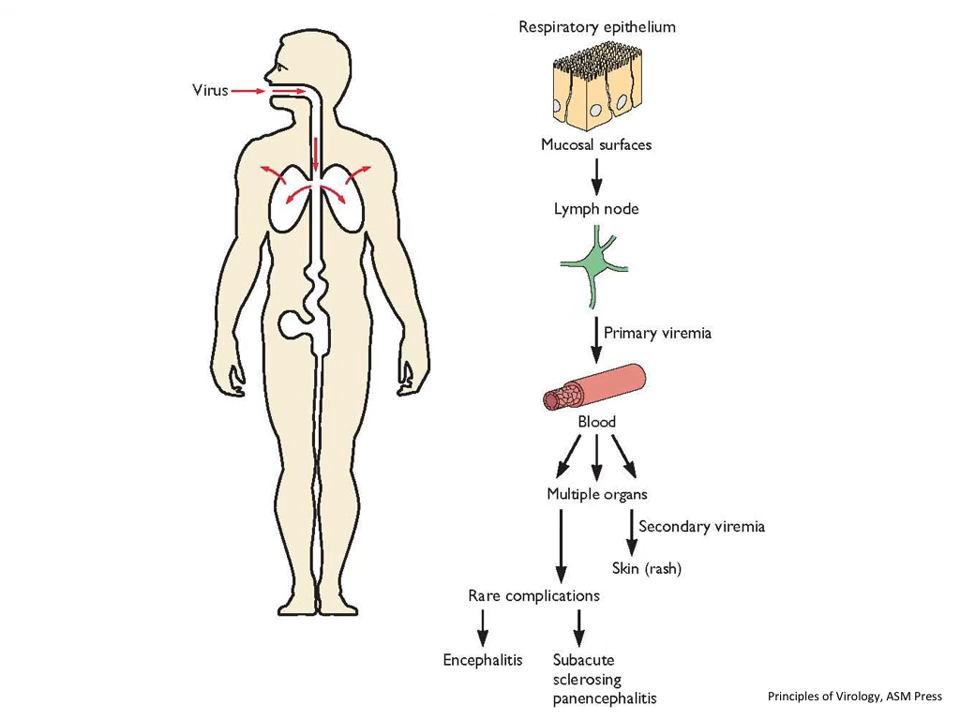 Virus
Respiratory epithelium
Mucosal surfaces
Lymph node
Primary viremia
Blood
Multiple organs
Secondary viremia
Skin (rash)
Rare complications
Encephalitis
Subacute
sclerosing
panencephalitis
Principles of Virology, ASM Press